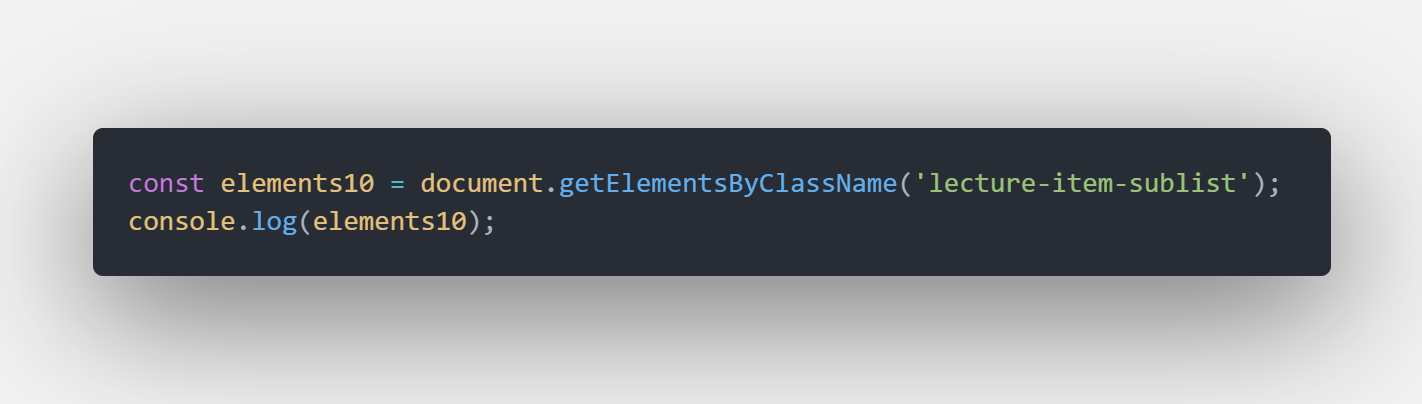 const elements10 = document.getElementsByClassName('lecture-item-sublist');
console.log(elements10);